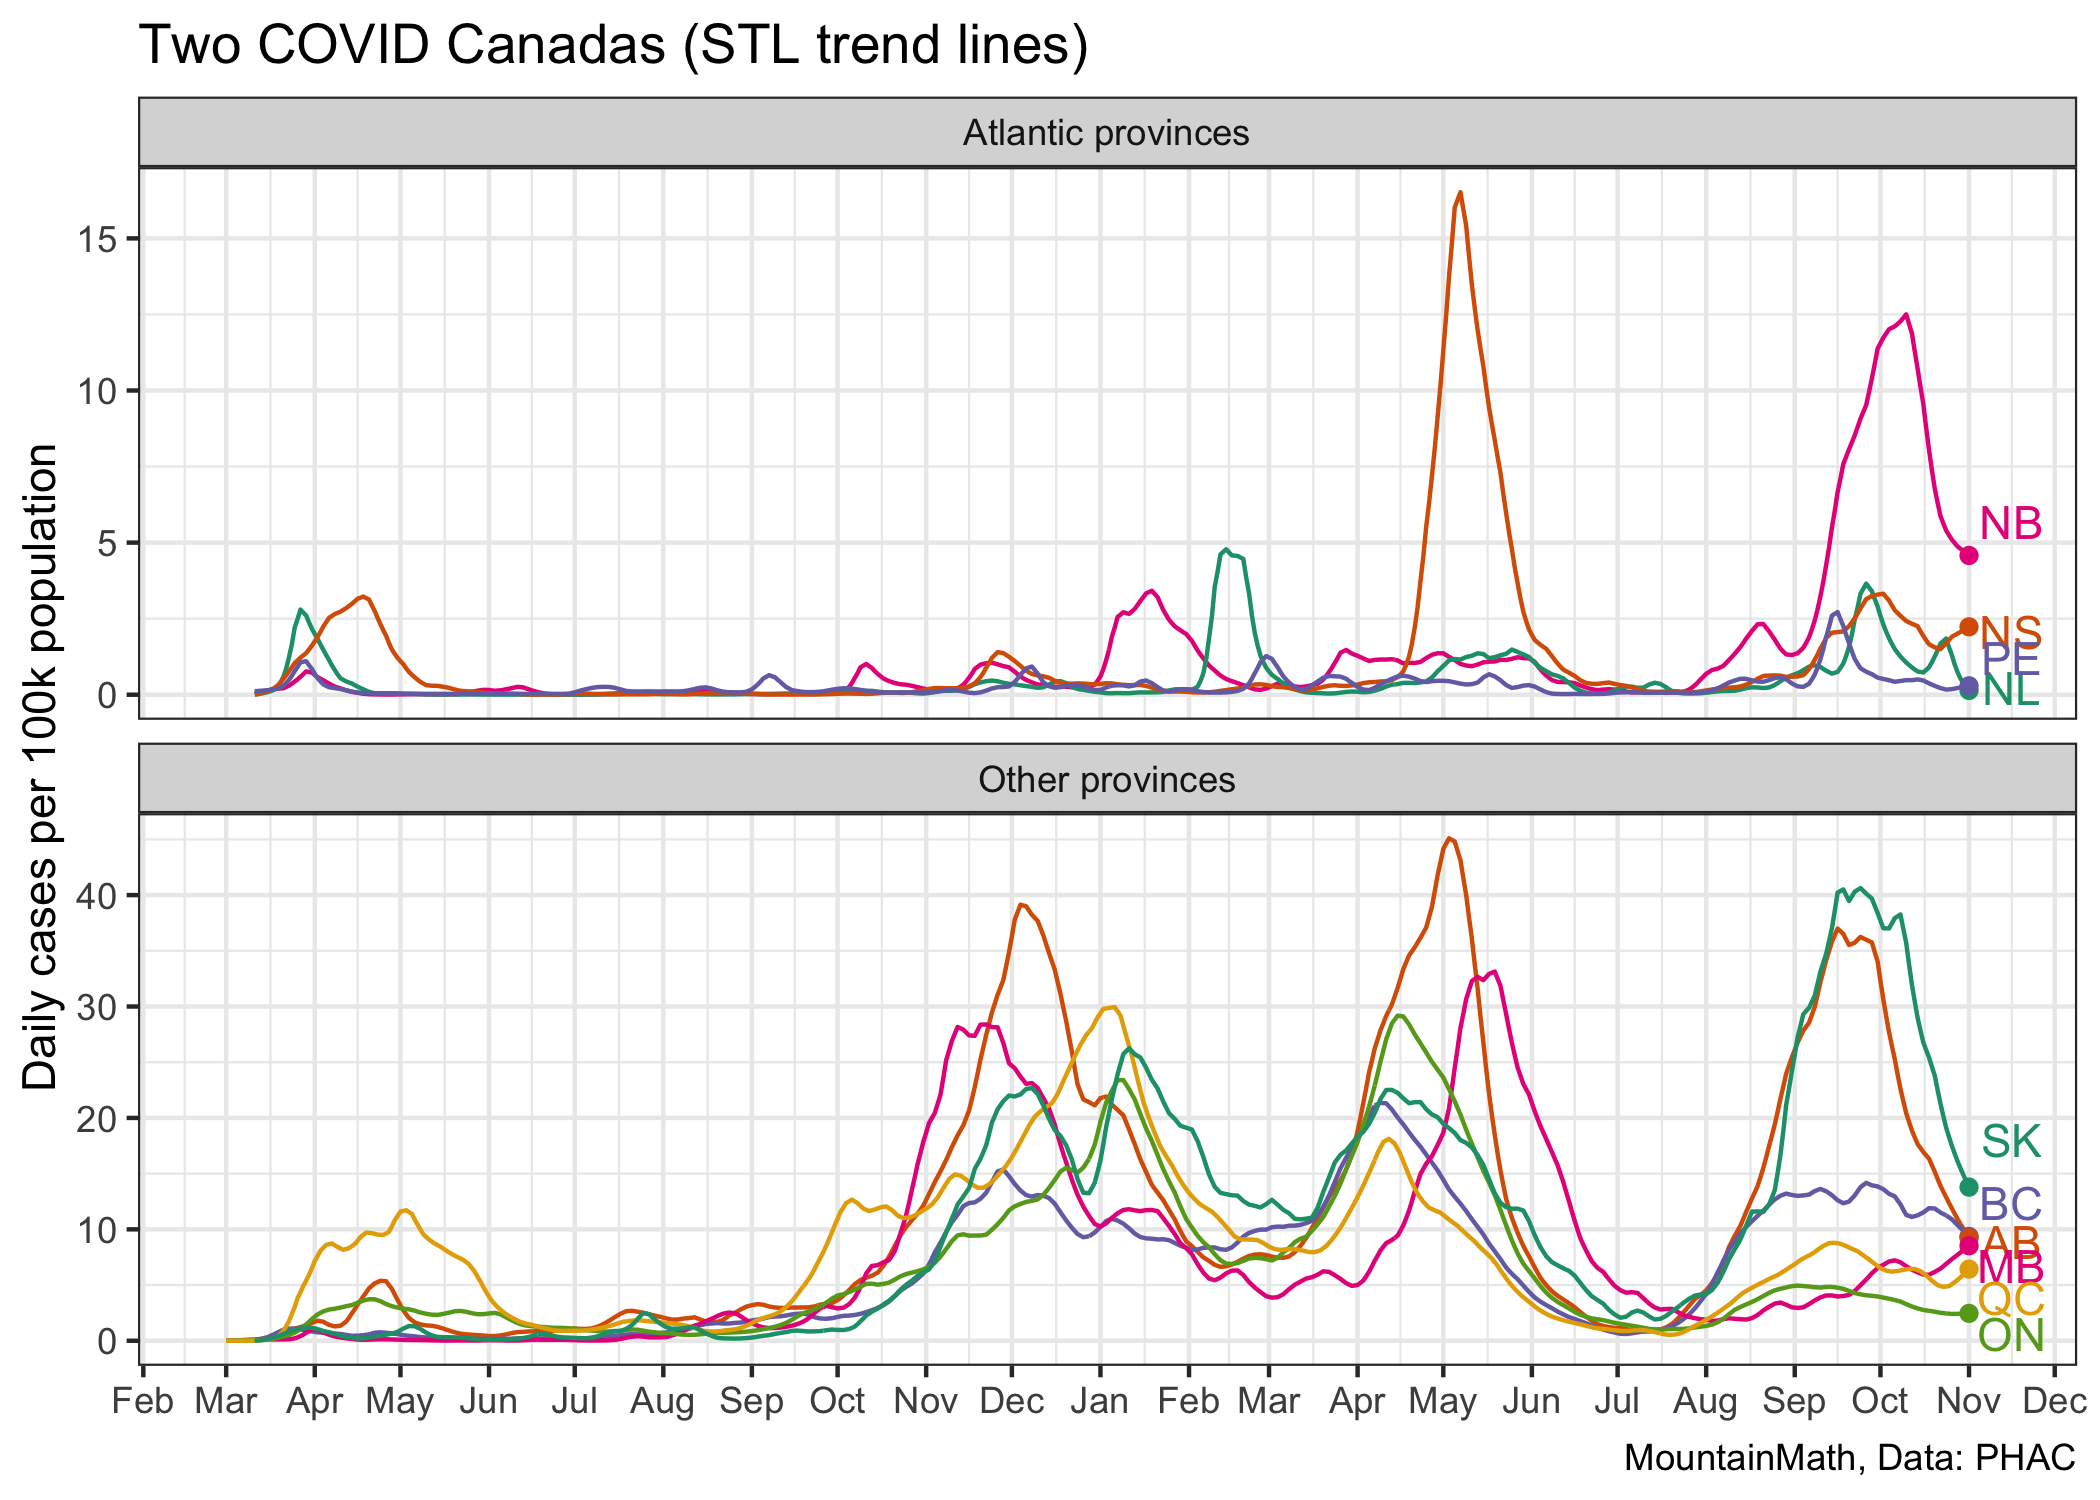 Two COVID Canadas (STL trend lines)
Atlantic provinces
15
10
5
0
NB
NS
PE
NL
Daily cases per 100k population
Other provinces
40
30
20
10
0
SK
BC
AB
MB
QC
ON
Feb Mar Apr May Jun Jul Aug Sep Oct Nov Dec Jan Feb Mar Apr May Jun Jul Aug Sep Oct Nov Dec
MountainMath, Data: PHAC